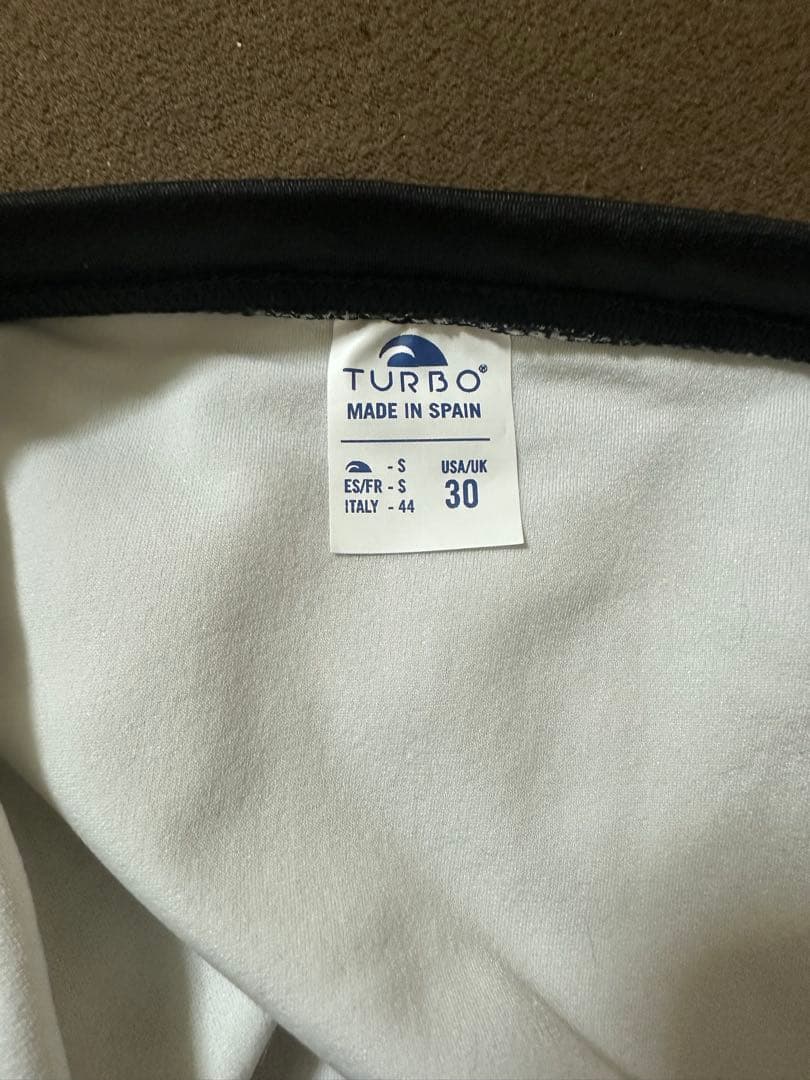 TURBO®
MADE IN SPAIN
- S
ES/FR - S
ITALY - 44
USA/UK
30